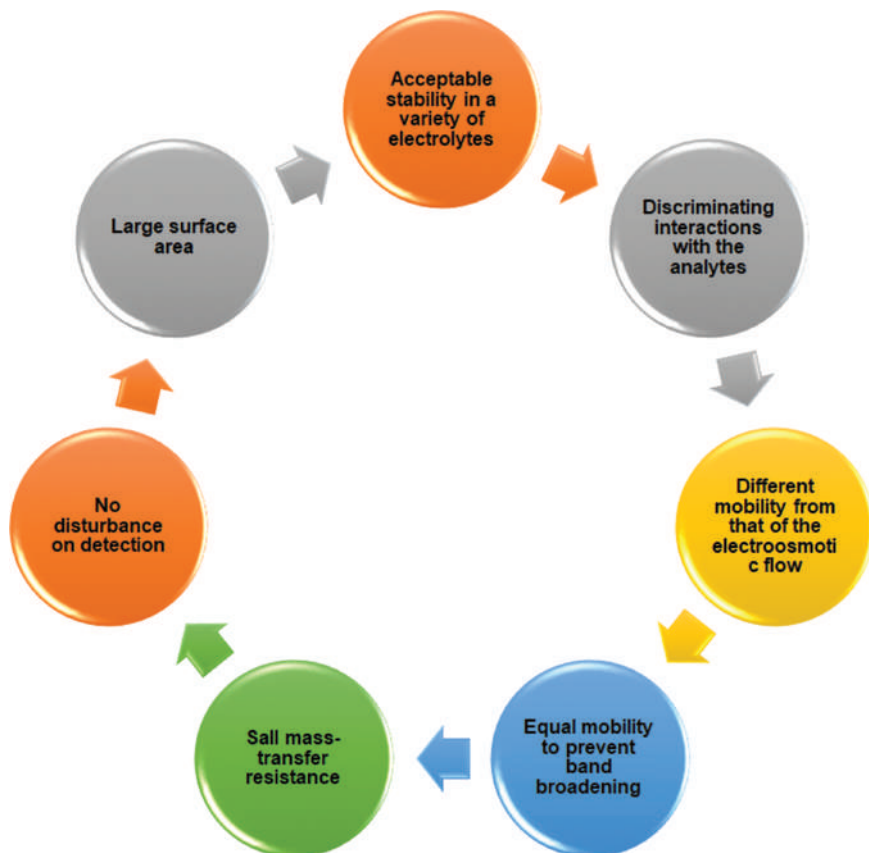 Acceptable
stability in a
variety of
electrolytes
Discriminating
interactions
with the
analytes
Different
mobility from
that of the
electroosmoti
c flow
Equal mobility
to prevent
band
broadening
Sall mass-
transfer
resistance
No
disturbance
on detection
Large surface
area